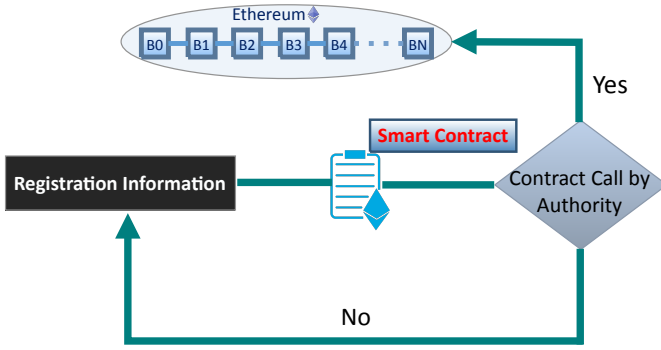 Ethereum
B0 B1 B2 B3 B4 BN
Yes
Smart Contract
Registration Information
Contract Call by
Authority
No